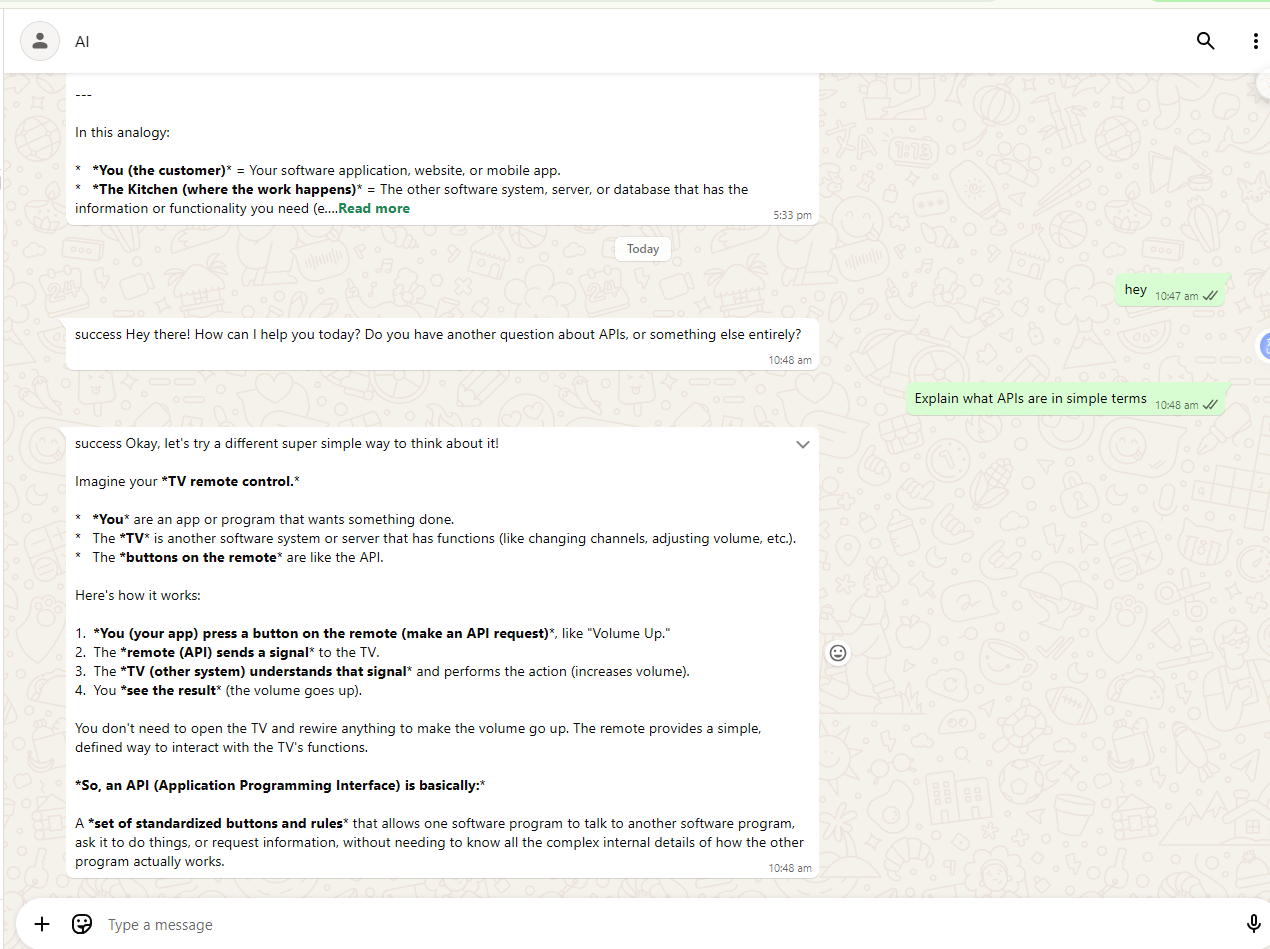 AI
---
In this analogy:
*   *You (the customer)* = Your software application, website, or mobile app.
*   *The Kitchen (where the work happens)* = The other software system, server, or database that has the
information or functionality you need (e....Read more
5:33 pm
Today
hey
10:47 am
success Hey there! How can I help you today? Do you have another question about APIs, or something else entirely?
10:48 am
Explain what APIs are in simple terms
10:48 am
success Okay, let's try a different super simple way to think about it!
Imagine your *TV remote control.*
*   *You* are an app or program that wants something done.
*   The *TV* is another software system or server that has functions (like changing channels, adjusting volume, etc.).
*   The *buttons on the remote* are like the API.
Here's how it works:
1.  *You (your app) press a button on the remote (make an API request)*, like "Volume Up."
2.  The *remote (API) sends a signal* to the TV.
3.  The *TV (other system) understands that signal* and performs the action (increases volume).
4.  You *see the result* (the volume goes up).
You don't need to open the TV and rewire anything to make the volume go up. The remote provides a simple,
defined way to interact with the TV's functions.
*So, an API (Application Programming Interface) is basically:*
A *set of standardized buttons and rules* that allows one software program to talk to another software program,
ask it to do things, or request information, without needing to know all the complex internal details of how the other
program actually works.
10:48 am
Type a message